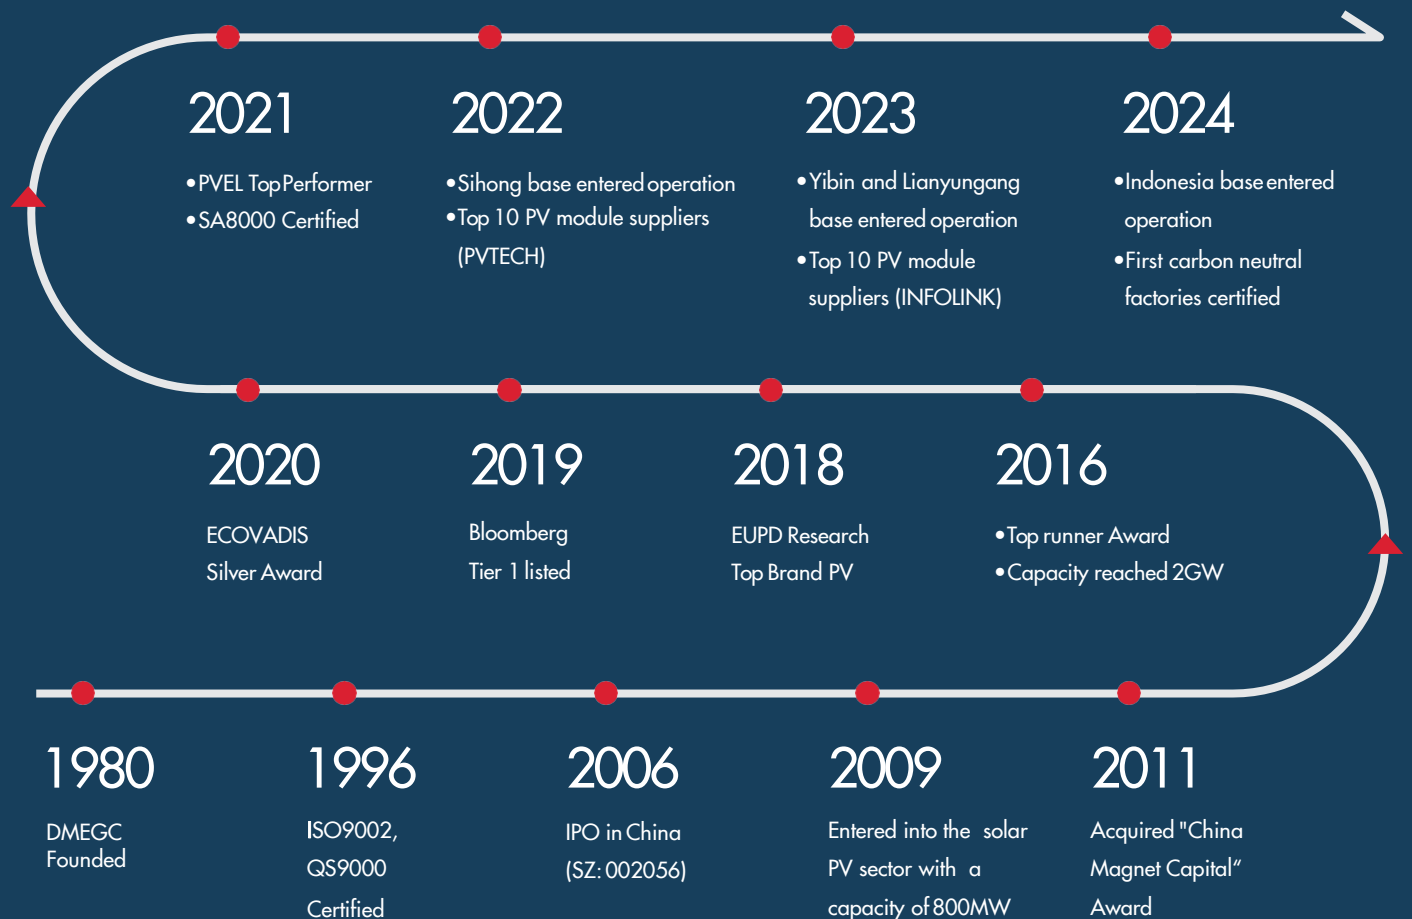 2021
•PVEL Top Performer
•SA8000 Certified
2022
•Sihong base entered operation
•Top 10 PV module suppliers
(PVTECH)
2023
•Yibin and Lianyungang
base entered operation
•Top 10 PV module
suppliers (INFOLINK)
2024
•Indonesia base entered
operation
•First carbon neutral
factories certified
2020
ECOVADIS
Silver Award
2019
Bloomberg
Tier 1 listed
2018
EUPD Research
Top Brand PV
2016
•Top runner Award
•Capacity reached 2GW
1980
DMEGC
Founded
1996
ISO9002,
QS9000
Certified
2006
IPO in China
(SZ: 002056)
2009
Entered into the solar
PV sector with a
capacity of 800MW
2011
Acquired "China
Magnet Capital“
Award